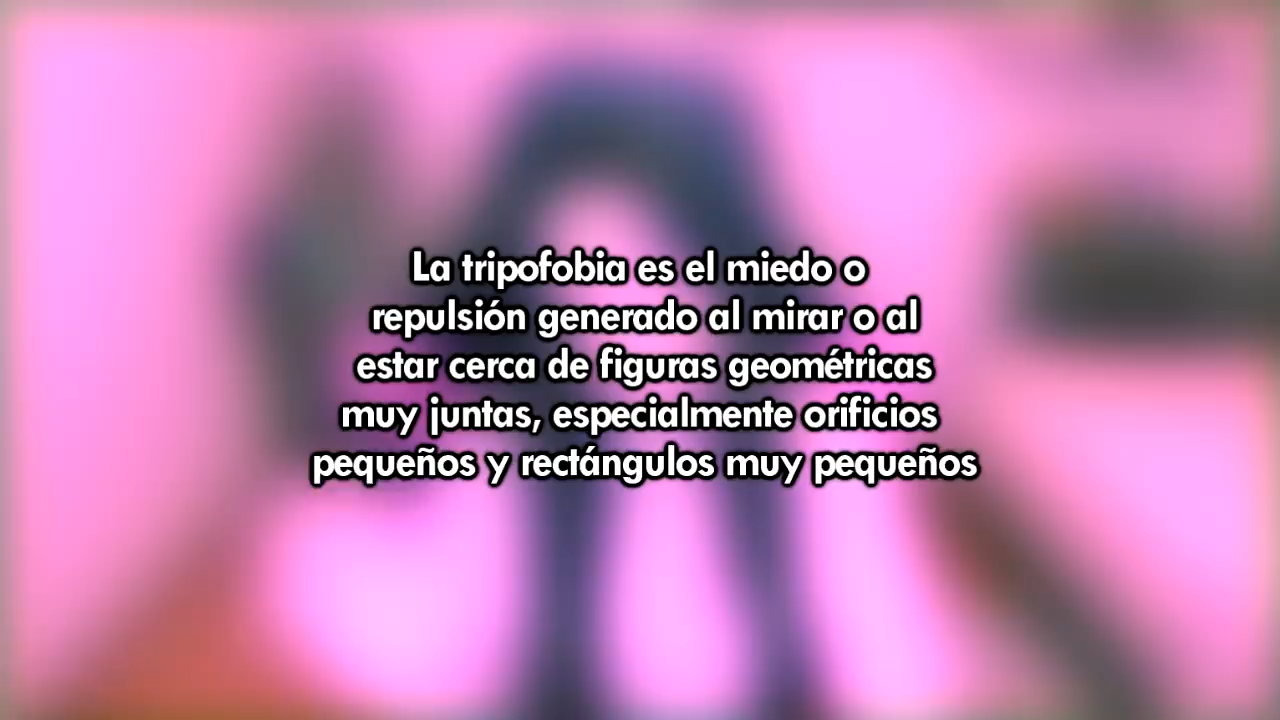 La tripofobia es el miedo o
repulsión generado al mirar o al
estar cerca de figuras geométricas
muy juntas, especialmente orificios
pequeños y rectángulos muy pequeños